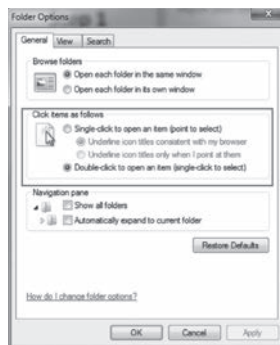 Folder Options
General View Search
Browse folders
Open each folder in the same window
Open each folder in its own window
Click items as follows
Single-click to open an item (point to select)
Underline icon titles consistent with my browser
Underline icon titles only when I point at them
Double-click to open an item (single-click to select)
Navigation pane
Show all folders
Automatically expand to current folder
Restore Defaults
How do I change folder options?
OK Cancel Apply